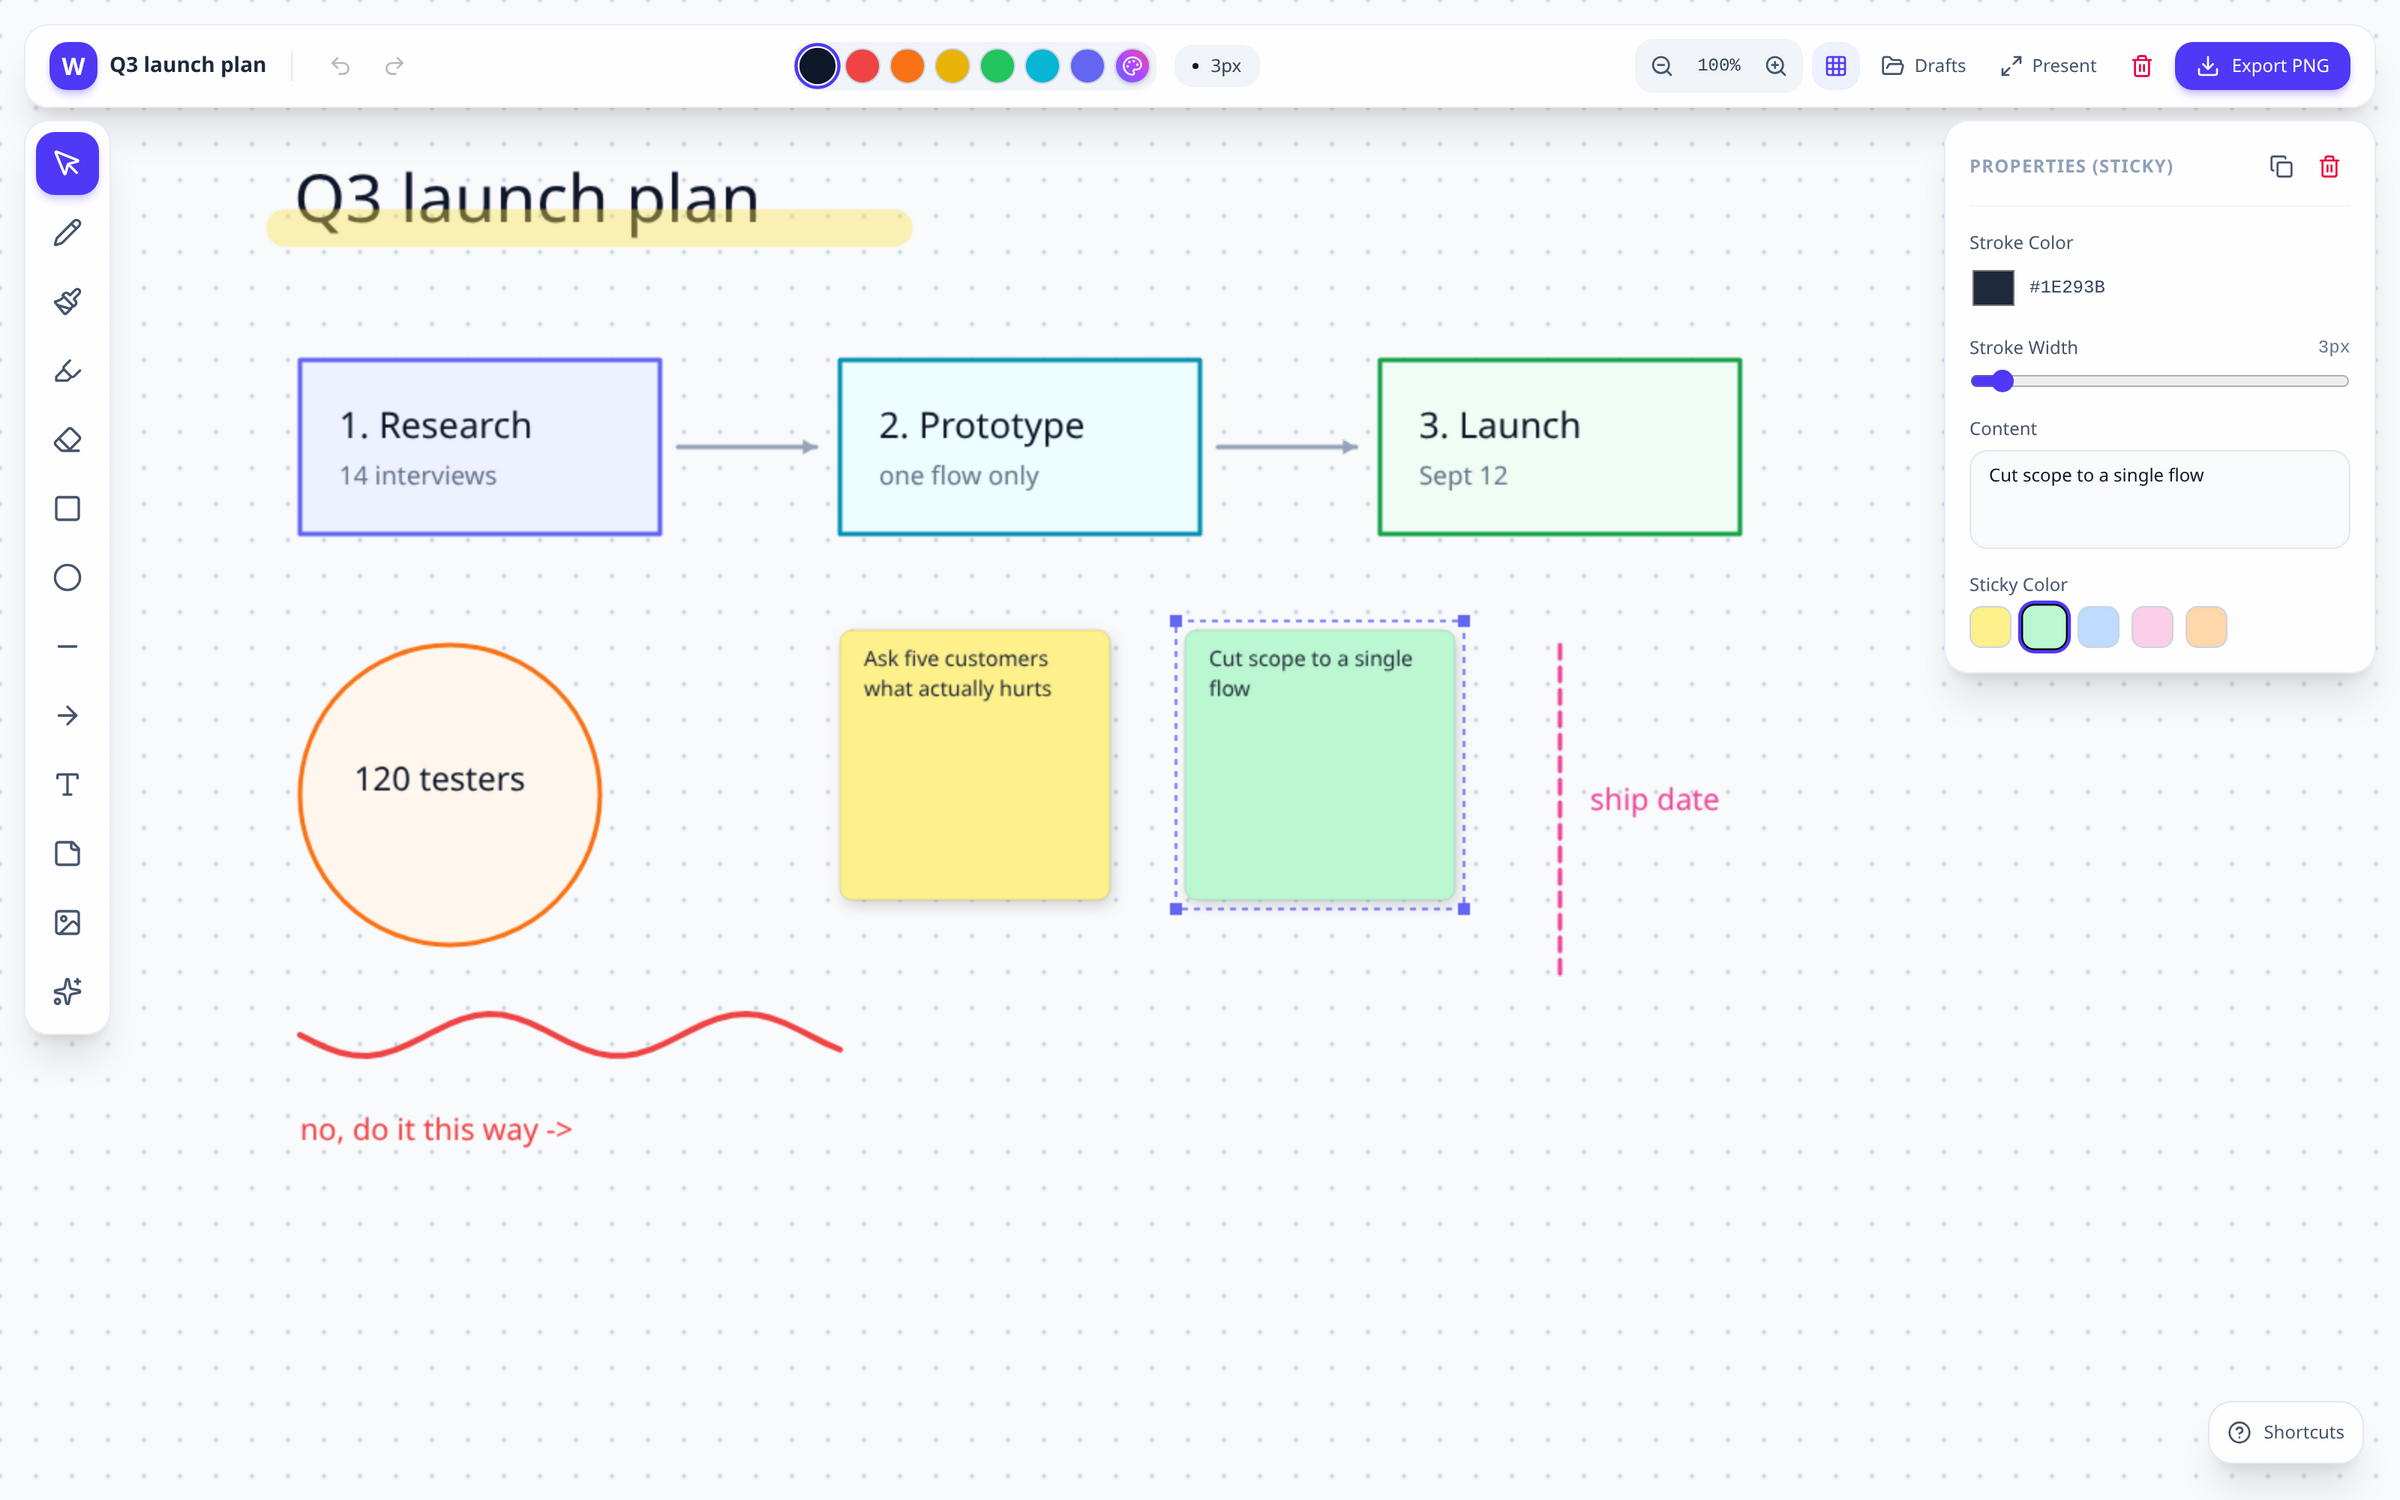 W Q3 launch plan
3px
100%
Drafts
Present
Export PNG
Q3 launch plan
1. Research
14 interviews
2. Prototype
one flow only
3. Launch
Sept 12
120 testers
Ask five customers
what actually hurts
Cut scope to a single
flow
ship date
no, do it this way ->
PROPERTIES (STICKY)
Stroke Color
#1E293B
Stroke Width 3px
Content
Cut scope to a single flow
Sticky Color
Shortcuts